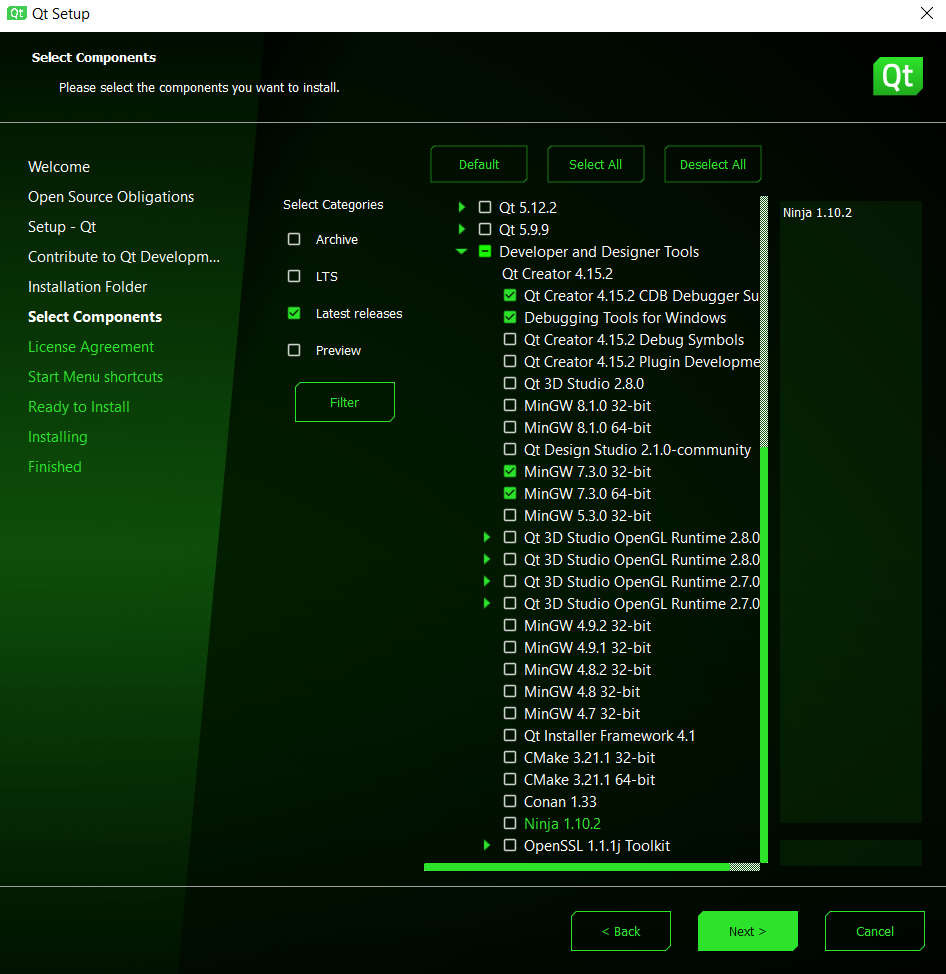 Qt Setup
Select Components
Please select the components you want to install.
Qt
Welcome
Open Source Obligations
Setup - Qt
Contribute to Qt Developm...
Installation Folder
Select Components
License Agreement
Start Menu shortcuts
Ready to Install
Installing
Finished
Select Categories
Archive
LTS
Latest releases
Preview
Filter
Default
Select All
Deselect All
Qt 5.12.2
Qt 5.9.9
Developer and Designer Tools
Qt Creator 4.15.2
Qt Creator 4.15.2 CDB Debugger Su
Debugging Tools for Windows
Qt Creator 4.15.2 Debug Symbols
Qt Creator 4.15.2 Plugin Developme
Qt 3D Studio 2.8.0
MinGW 8.1.0 32-bit
MinGW 8.1.0 64-bit
Qt Design Studio 2.1.0-community
MinGW 7.3.0 32-bit
MinGW 7.3.0 64-bit
MinGW 5.3.0 32-bit
Qt 3D Studio OpenGL Runtime 2.8.0
Qt 3D Studio OpenGL Runtime 2.8.0
Qt 3D Studio OpenGL Runtime 2.7.0
Qt 3D Studio OpenGL Runtime 2.7.0
MinGW 4.9.2 32-bit
MinGW 4.9.1 32-bit
MinGW 4.8.2 32-bit
MinGW 4.8 32-bit
MinGW 4.7 32-bit
Qt Installer Framework 4.1
CMake 3.21.1 32-bit
CMake 3.21.1 64-bit
Conan 1.33
Ninja 1.10.2
OpenSSL 1.1.1j Toolkit
Ninja 1.10.2
< Back
Next >
Cancel